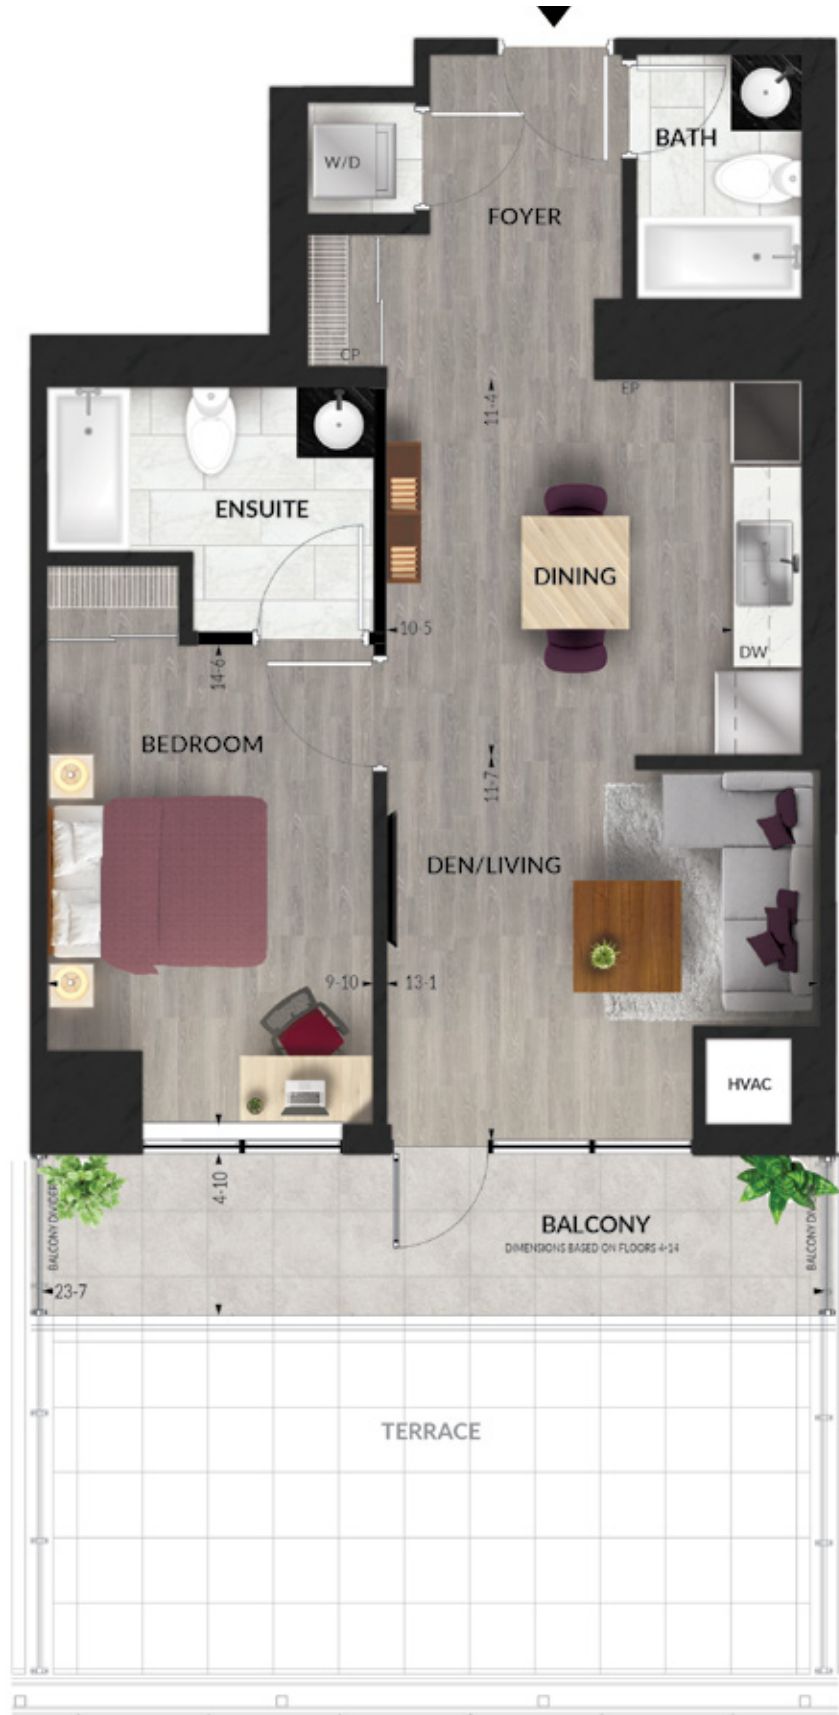 BATH
W/D
FOYER
CP
EP
11-4
ENSUITE
DINING
10-5
DW
14-6
BEDROOM
11-7
DEN/LIVING
9-10
13-1
HVAC
4-10
BALCONY DIVIDER
BALCONY
DIMENSIONS BASED ON FLOORS 4-14
BALCONY DIV
23-7
TERRACE